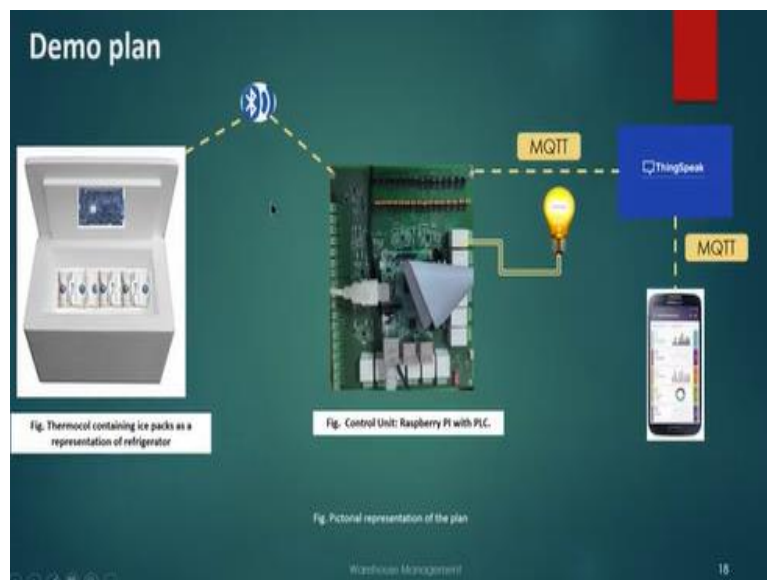 Demo plan
MQTT
ThingSpeak
MQTT
Fig. Thermocol containing ice packs as a
representation of refrigerator
Fig. Control Unit: Raspberry PI with PLC.
Fig. Pictorial representation of the plan
Warehouse Management
18